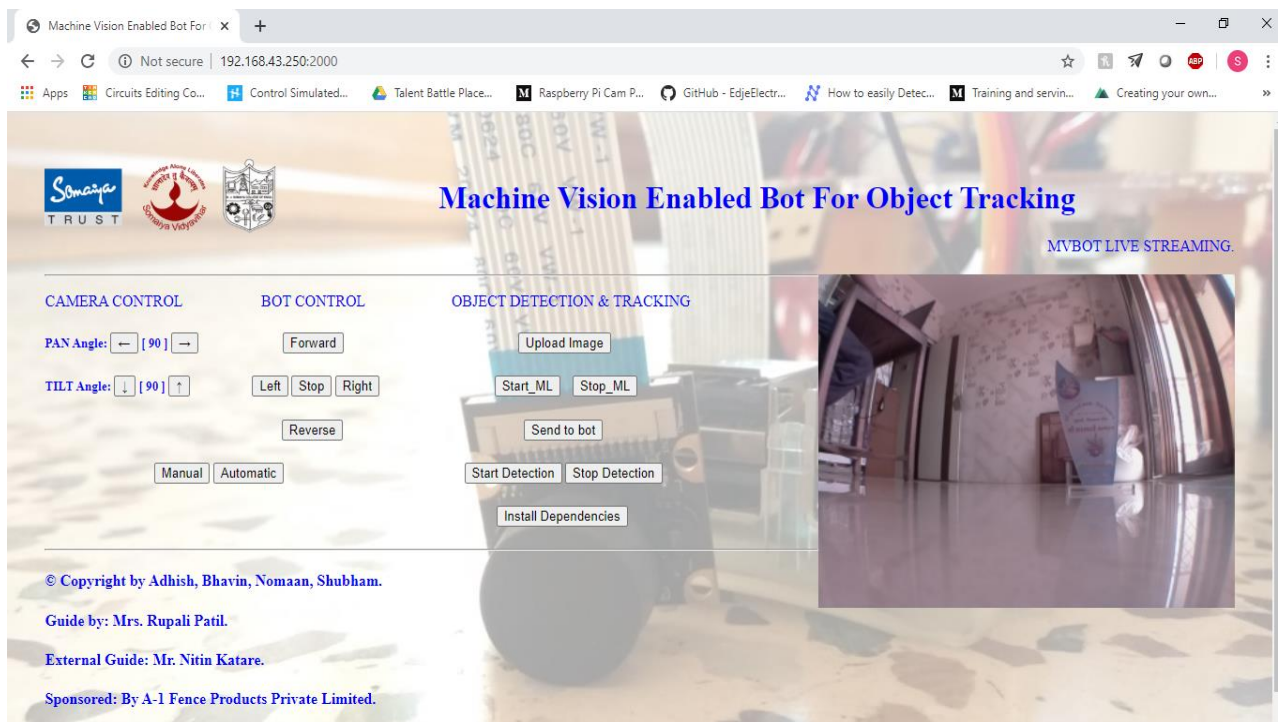 Machine Vision Enabled Bot For
Not secure | 192.168.43.250:2000
ABP
S
Apps
Circuits Editing Co...
Control Simulated...
Talent Battle Place...
Raspberry Pi Cam P...
GitHub - EdjeElectr...
How to easily Detec...
Training and servin...
Creating your own...
Somaiya
TRUST
Somaiya Vidyavihar
Machine Vision Enabled Bot For Object Tracking
MVBOT LIVE STREAMING.
CAMERA CONTROL
BOT CONTROL
OBJECT DETECTION & TRACKING
PAN Angle: ← [ 90 ] →
Forward
Upload Image
TILT Angle: ↓ [ 90 ] ↑
Left Stop Right
Start_ML Stop_ML
Reverse
Send to bot
Manual Automatic
Start Detection Stop Detection
Install Dependencies
© Copyright by Adhish, Bhavin, Nomaan, Shubham.
Guide by: Mrs. Rupali Patil.
External Guide: Mr. Nitin Katare.
Sponsored: By A-1 Fence Products Private Limited.